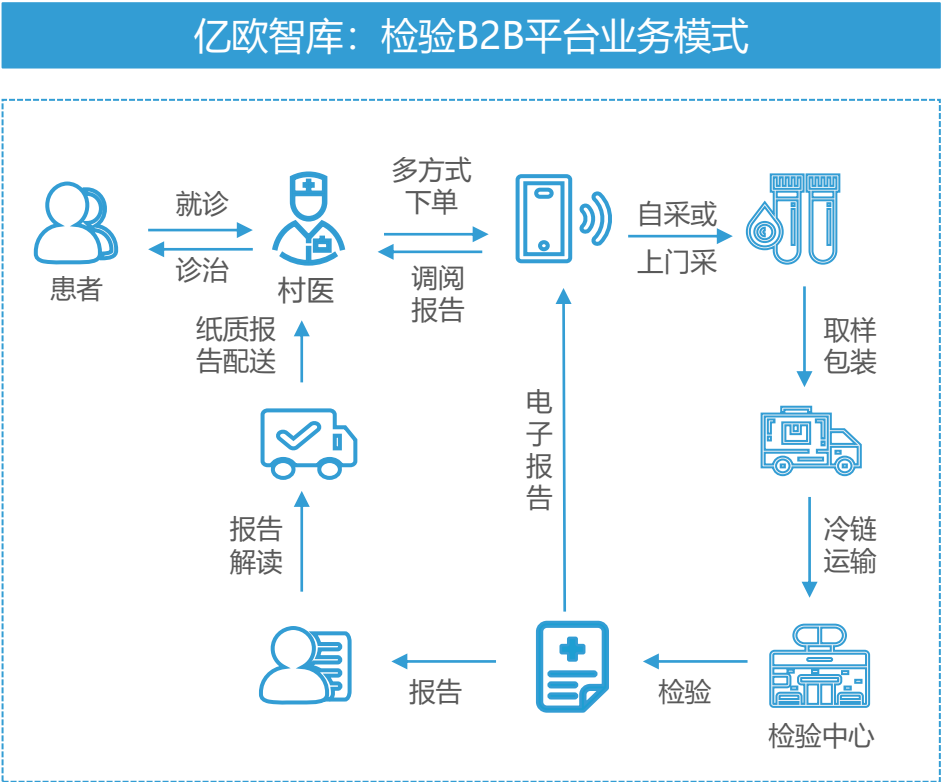 亿欧智库：检验B2B平台业务模式
就诊
诊治
患者
村医
多方式
下单
调阅
报告
自采或
上门采
纸质报
告配送
取样
包装
电
子
报
告
报告
解读
冷链
运输
报告
检验
检验中心